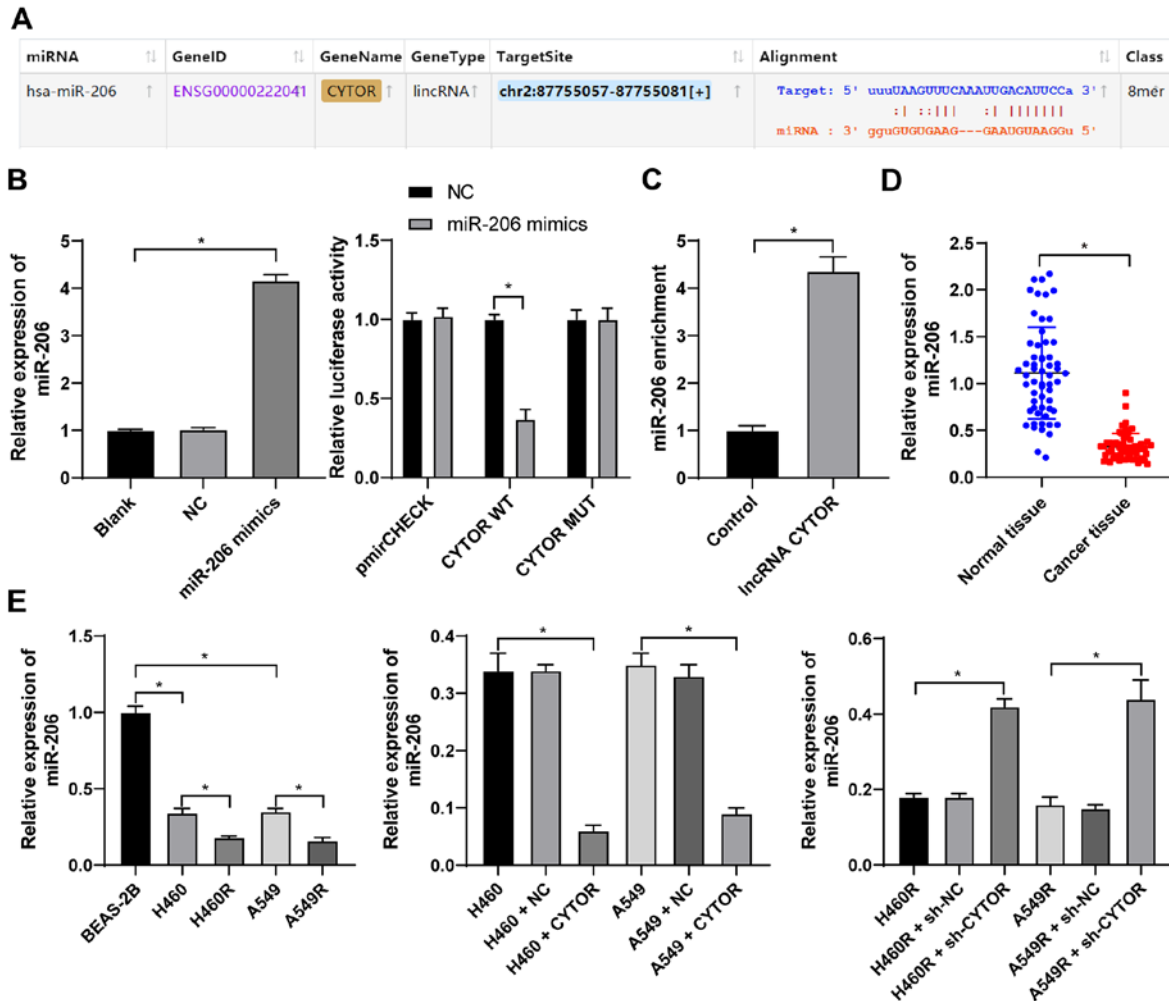 A
miRNA GeneID GeneName GeneType TargetSite Alignment Class
hsa-miR-206 ENSG00000222041 CYTOR lincRNA chr2:87755057-87755081[+] Target: 5' uuuUAAGUUUCAAAUUGACAUUCCa 3' 8mer
:| ::||| :| |||||||
miRNA : 3' gguGUGUGAAG---GAAUGUAAGGu 5'
B
Relative expression of
miR-206
5
4
3
2
1
0
*
Blank
NC
miR-206 mimics
NC
miR-206 mimics
Relative luciferase activity
1.5
1.0
0.5
0.0
*
pmirCHECK
CYTOR WT
CYTOR MUT
C
miR-206 enrichment
5
4
3
2
1
0
*
Control
lncRNA CYTOR
D
Relative expression of
miR-206
2.5
2.0
1.5
1.0
0.5
0.0
*
Normal tissue
Cancer tissue
E
Relative expression of
miR-206
1.5
1.0
0.5
0.0
*
*
*
*
BEAS-2B
H460
H460R
A549
A549R
Relative expression of
miR-206
0.4
0.3
0.2
0.1
0.0
*
*
H460
H460 + NC
H460 + CYTOR
A549
A549 + NC
A549 + CYTOR
Relative expression of
miR-206
0.6
0.4
0.2
0.0
*
*
H460R
H460R + sh-NC
H460R + sh-CYTOR
A549R
A549R + sh-NC
A549R + sh-CYTOR